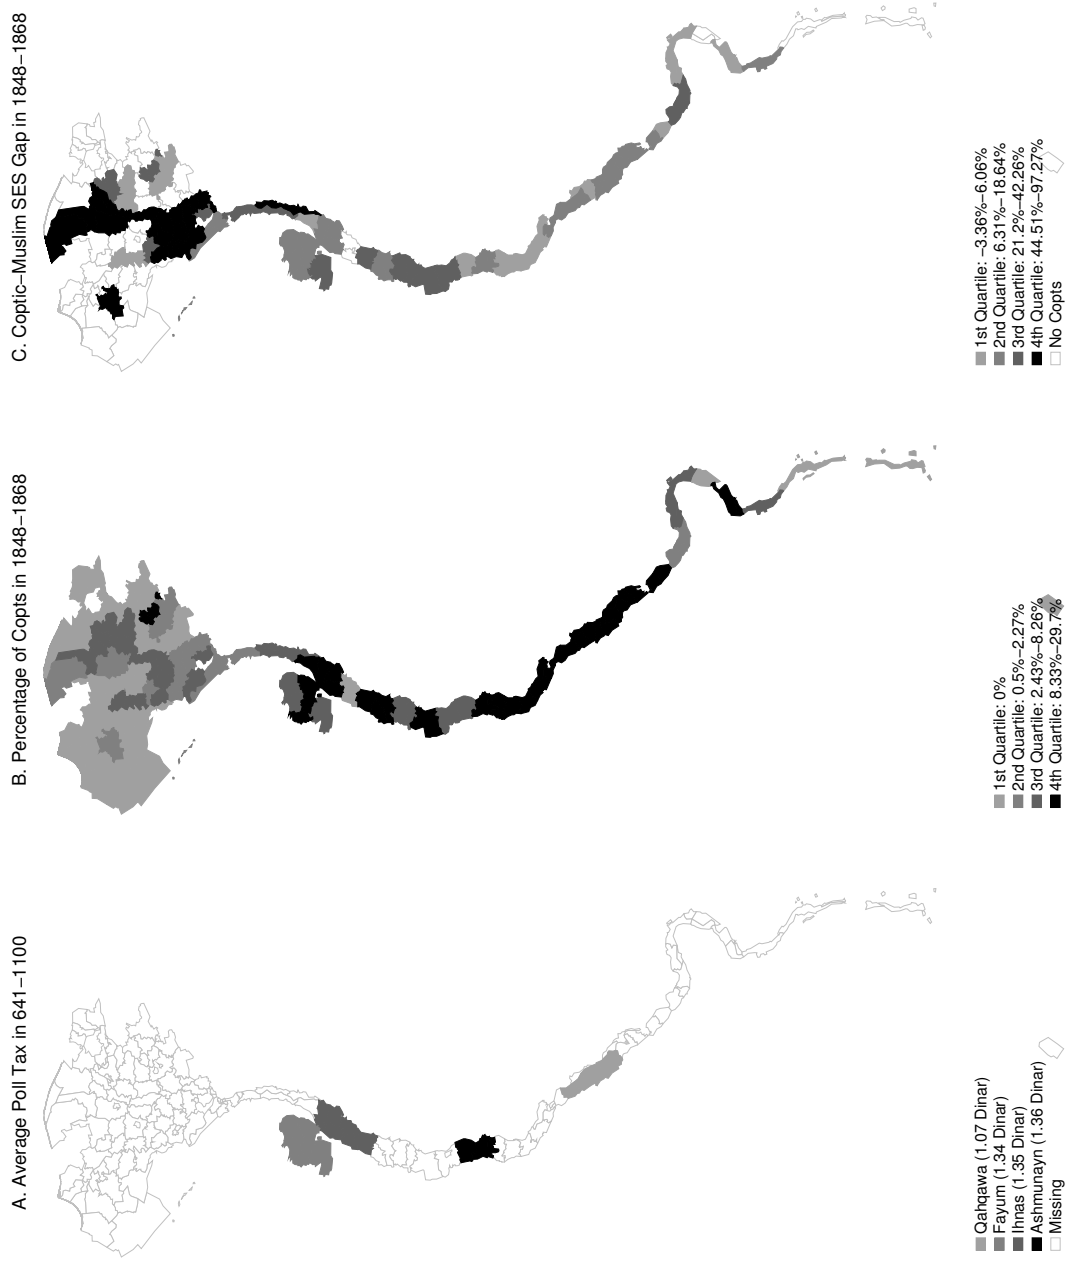 A. Average Poll Tax in 641−1100
Qahqawa (1.07 Dinar)
Fayum (1.34 Dinar)
Ihnas (1.35 Dinar)
Ashmunayn (1.36 Dinar)
Missing
B. Percentage of Copts in 1848−1868
1st Quartile: 0%
2nd Quartile: 0.5%−2.27%
3rd Quartile: 2.43%−8.26%
4th Quartile: 8.33%−29.7%
C. Coptic−Muslim SES Gap in 1848−1868
1st Quartile: −3.36%−6.06%
2nd Quartile: 6.31%−18.64%
3rd Quartile: 21.2%−42.26%
4th Quartile: 44.51%−97.27%
No Copts